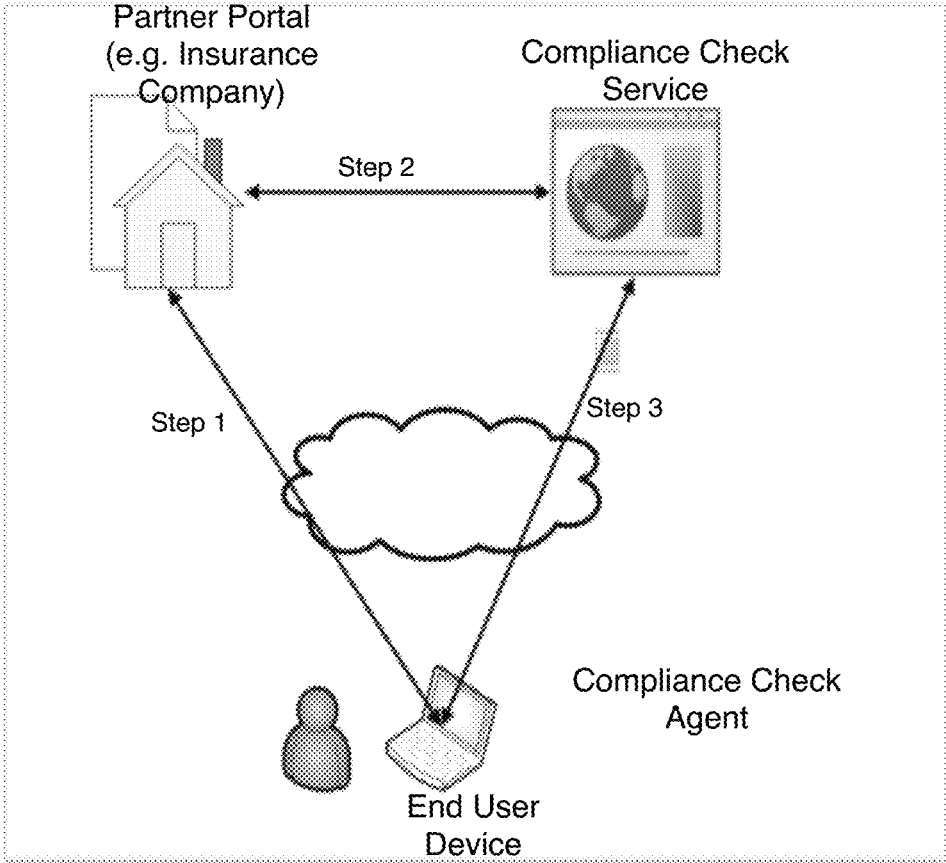 Partner Portal
(e.g. Insurance
Company)
Compliance Check
Service
Step 2
Step 1
Step 3
Compliance Check
Agent
End User
Device